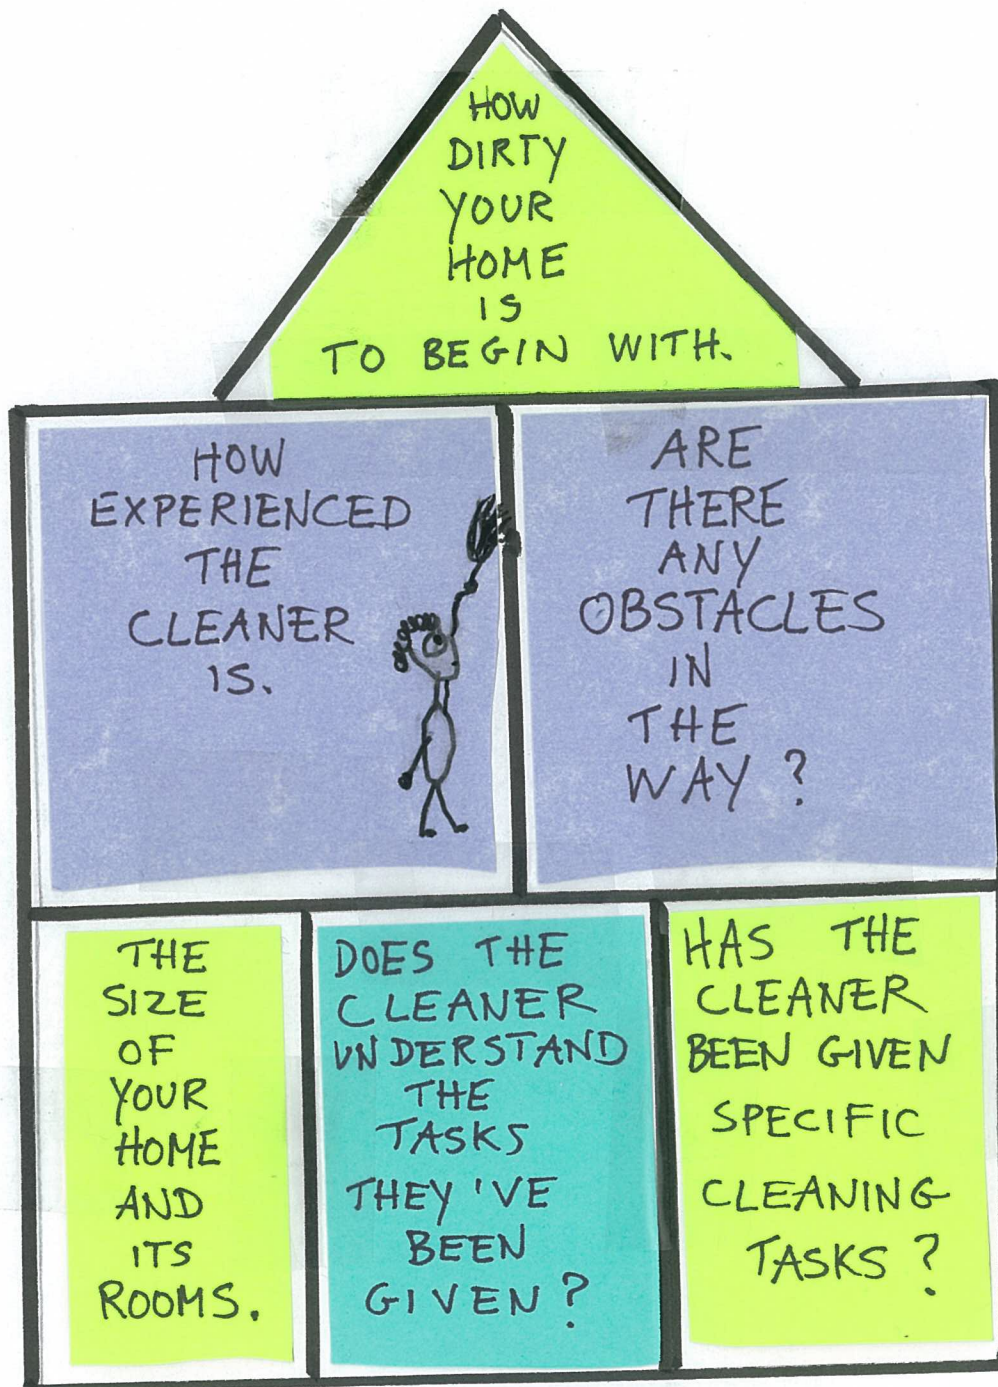 HOW
DIRTY
YOUR
HOME
IS
TO BEGIN WITH.
HOW
EXPERIENCED
THE
CLEANER
IS.
ARE
THERE
ANY
OBSTACLES
IN
THE
WAY?
THE
SIZE
OF
YOUR
HOME
AND
ITS
ROOMS.
DOES THE
CLEANER
UNDERSTAND
THE
TASKS
THEY'VE
BEEN
GIVEN?
HAS THE
CLEANER
BEEN GIVEN
SPECIFIC
CLEANING
TASKS?